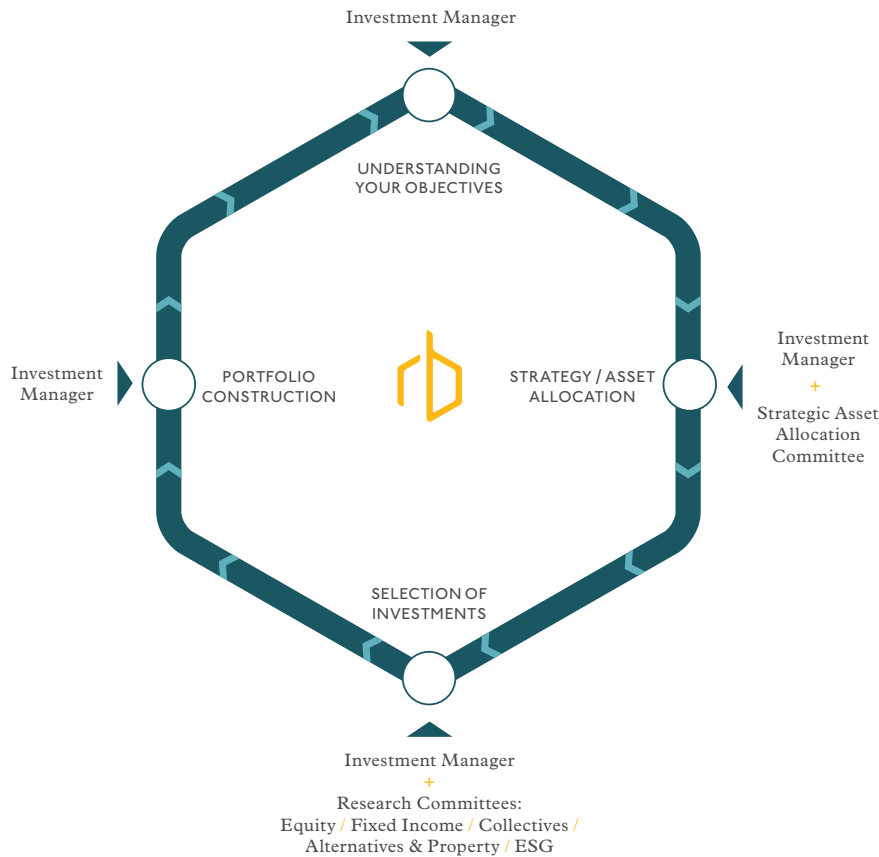 Investment Manager
UNDERSTANDING
YOUR OBJECTIVES
Investment
Manager
PORTFOLIO
CONSTRUCTION
STRATEGY / ASSET
ALLOCATION
Investment
Manager
+
Strategic Asset
Allocation
Committee
SELECTION OF
INVESTMENTS
Investment Manager
+
Research Committees:
Equity / Fixed Income / Collectives /
Alternatives & Property / ESG